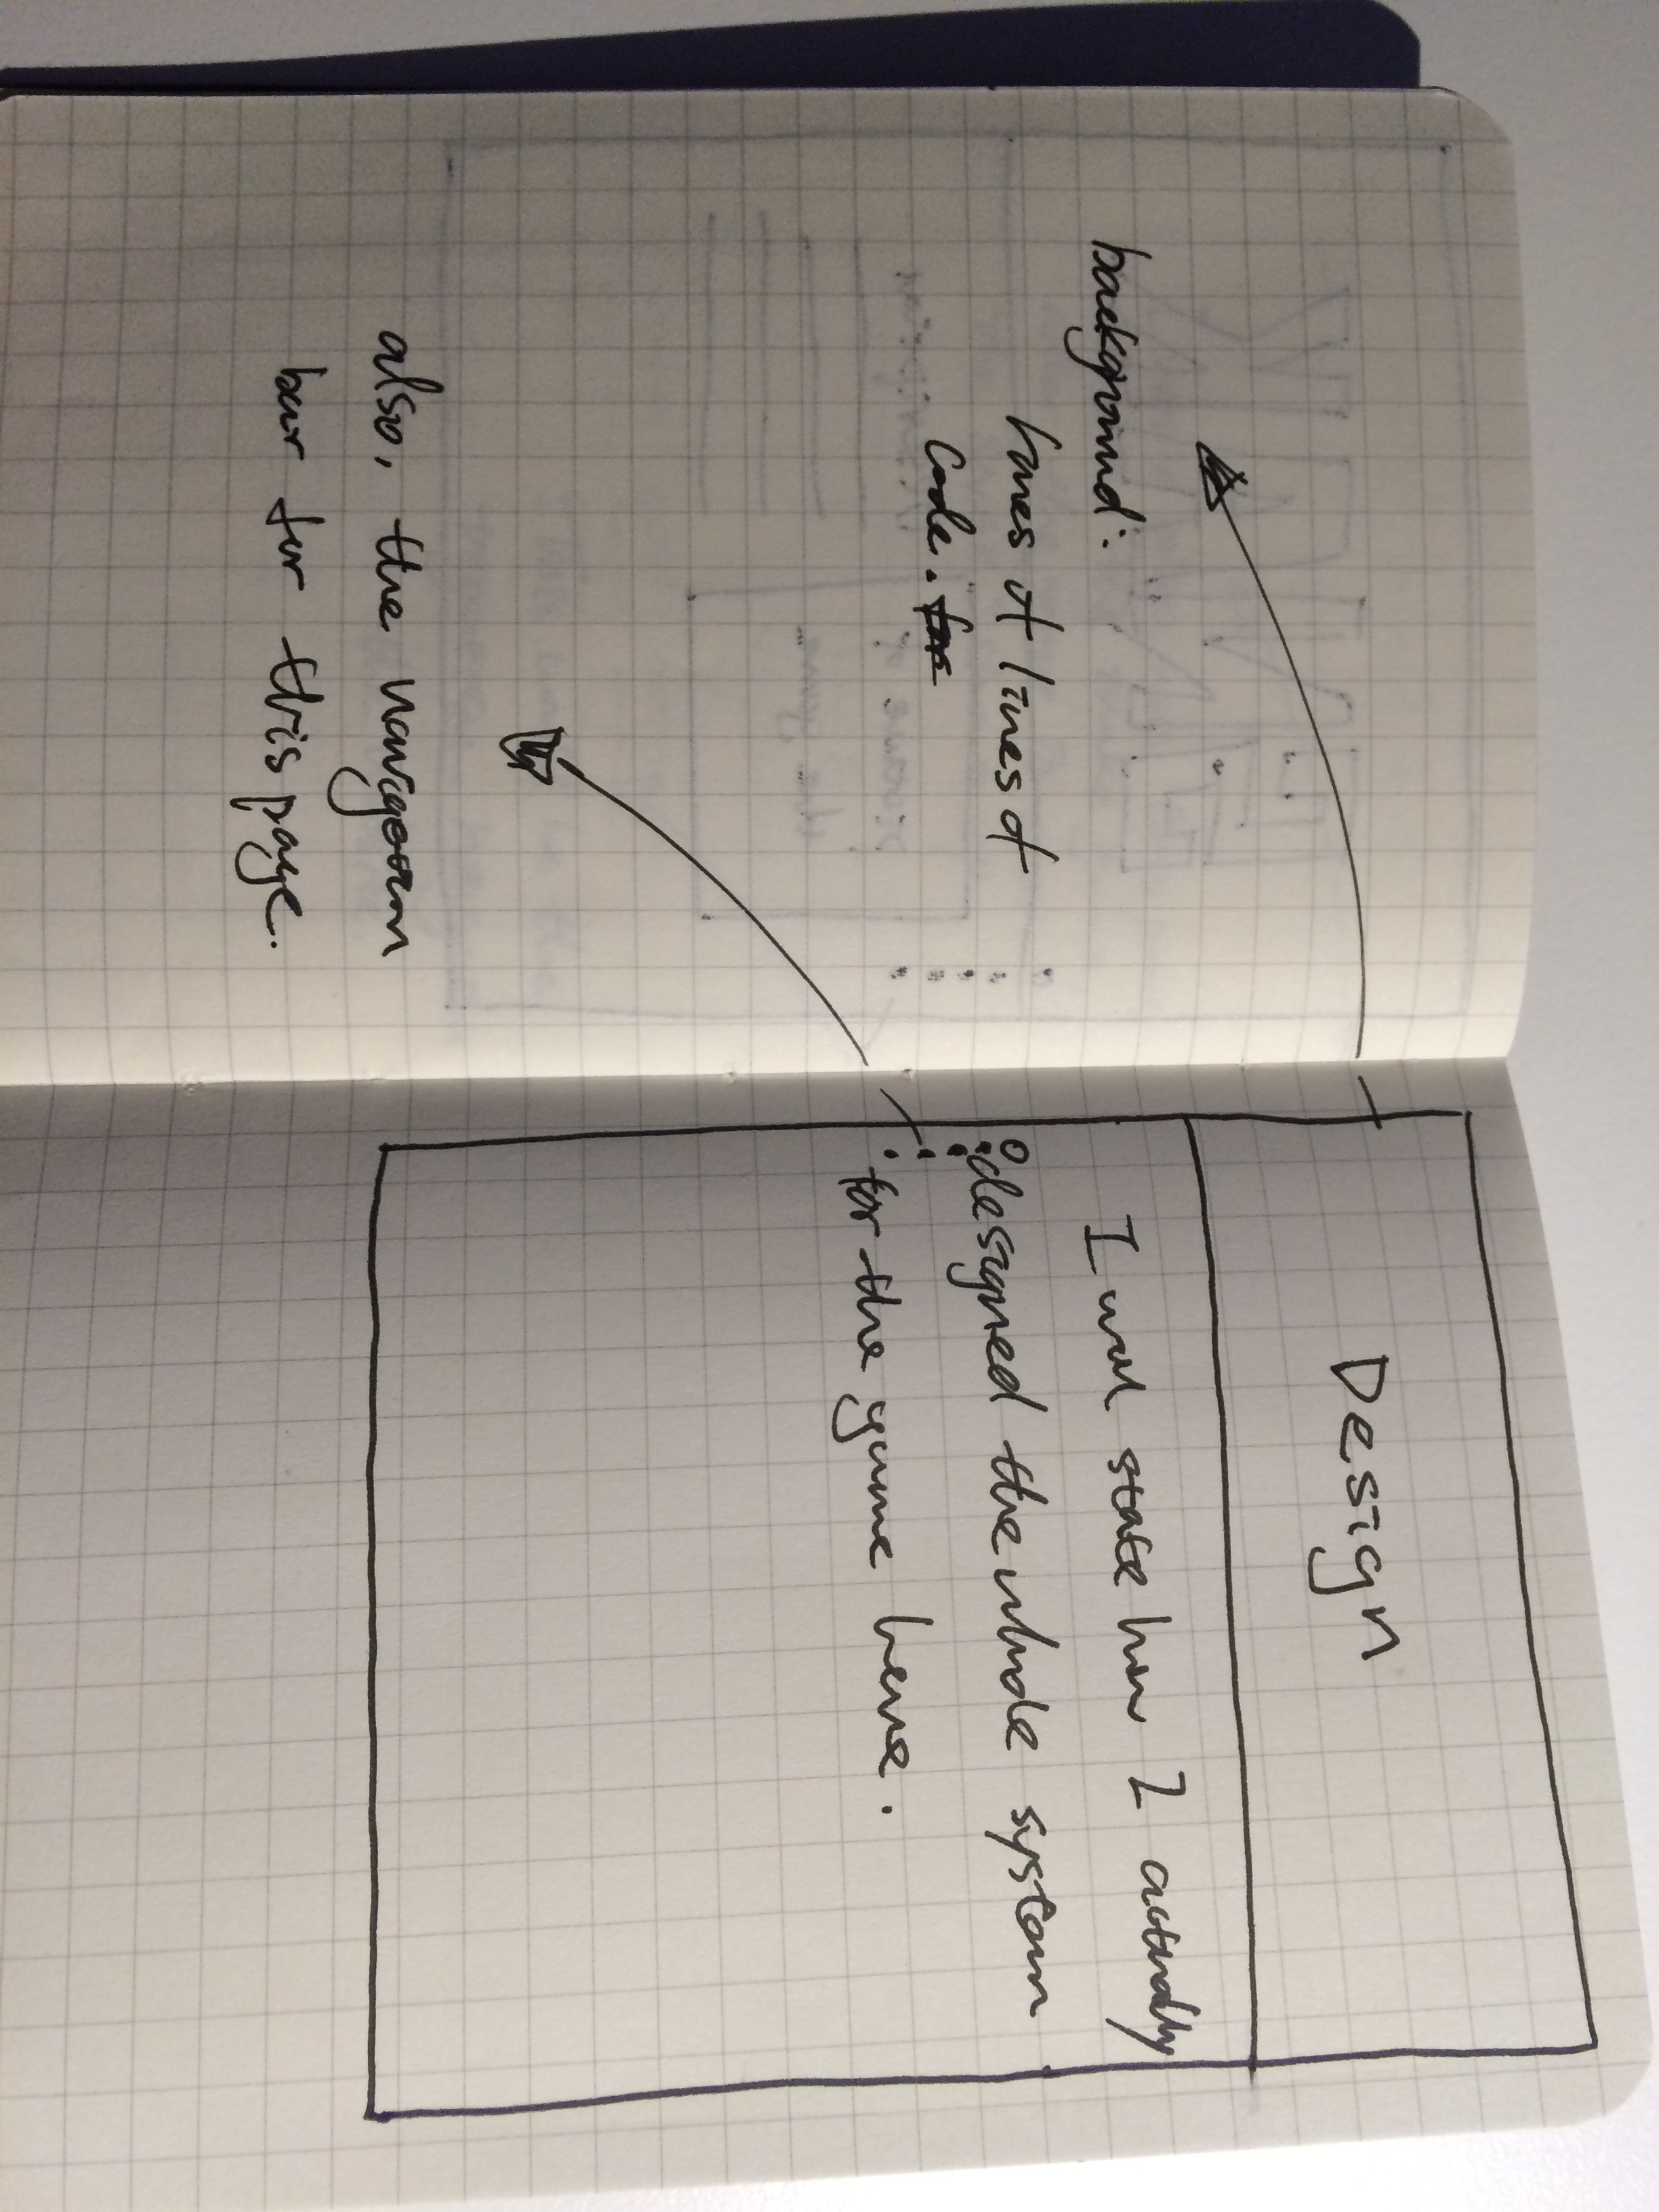 background:
lines of lines of
Code. for
also, the
bar for this page.
Design
I will state how I actually
designed the whole system
for the game here.